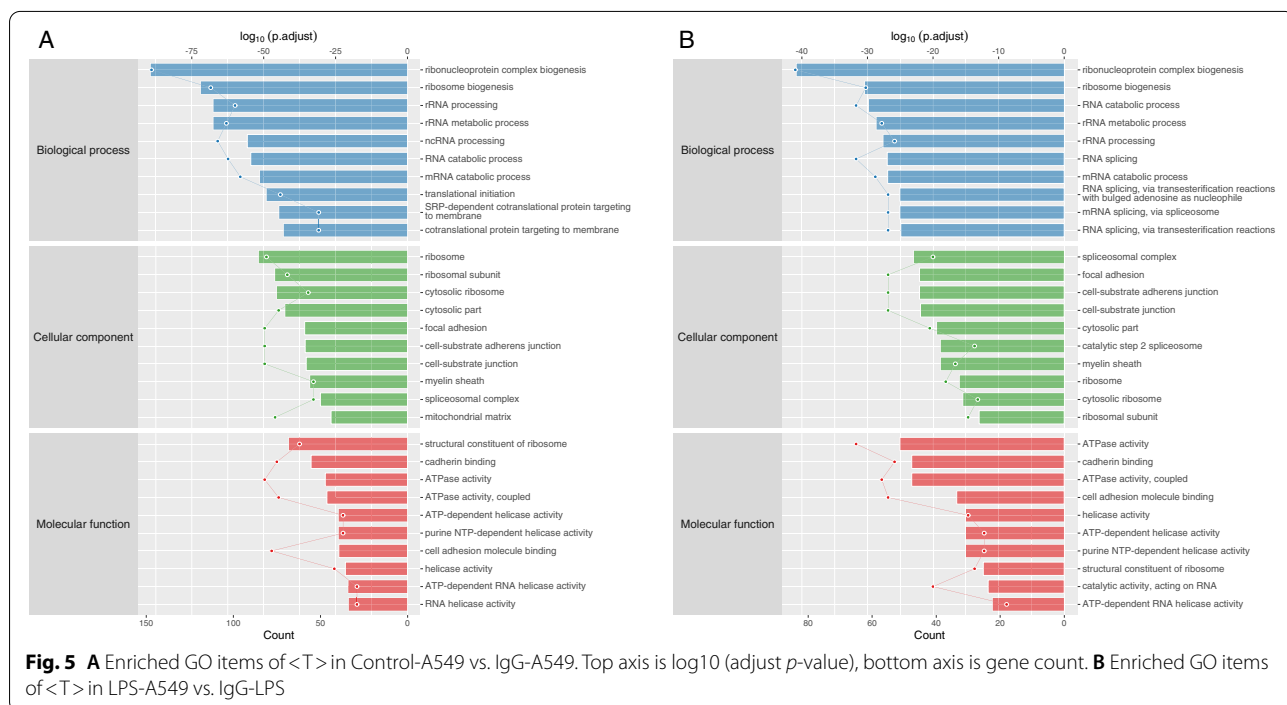 A
log10 (p.adjust)
-75 -50 -25 0
Biological process
ribonucleoprotein complex biogenesis
ribosome biogenesis
rRNA processing
rRNA metabolic process
ncRNA processing
RNA catabolic process
mRNA catabolic process
translational initiation
SRP-dependent cotranslational protein targeting
to membrane
cotranslational protein targeting to membrane
Cellular component
ribosome
ribosomal subunit
cytosolic ribosome
cytosolic part
focal adhesion
cell-substrate adherens junction
cell-substrate junction
myelin sheath
spliceosomal complex
mitochondrial matrix
Molecular function
structural constituent of ribosome
cadherin binding
ATPase activity
ATPase activity, coupled
ATP-dependent helicase activity
purine NTP-dependent helicase activity
cell adhesion molecule binding
helicase activity
ATP-dependent RNA helicase activity
RNA helicase activity
150 100 50 0
Count
B
log10 (p.adjust)
-40 -30 -20 -10 0
Biological process
ribonucleoprotein complex biogenesis
ribosome biogenesis
RNA catabolic process
rRNA metabolic process
rRNA processing
RNA splicing
mRNA catabolic process
RNA splicing, via transesterification reactions
with bulged adenosine as nucleophile
mRNA splicing, via spliceosome
RNA splicing, via transesterification reactions
Cellular component
spliceosomal complex
focal adhesion
cell-substrate adherens junction
cell-substrate junction
cytosolic part
catalytic step 2 spliceosome
myelin sheath
ribosome
cytosolic ribosome
ribosomal subunit
Molecular function
ATPase activity
cadherin binding
ATPase activity, coupled
cell adhesion molecule binding
helicase activity
ATP-dependent helicase activity
purine NTP-dependent helicase activity
structural constituent of ribosome
catalytic activity, acting on RNA
ATP-dependent RNA helicase activity
80 60 40 20 0
Count
Fig. 5 A Enriched GO items of <T> in Control-A549 vs. IgG-A549. Top axis is log10 (adjust p-value), bottom axis is gene count. B Enriched GO items
of <T> in LPS-A549 vs. IgG-LPS